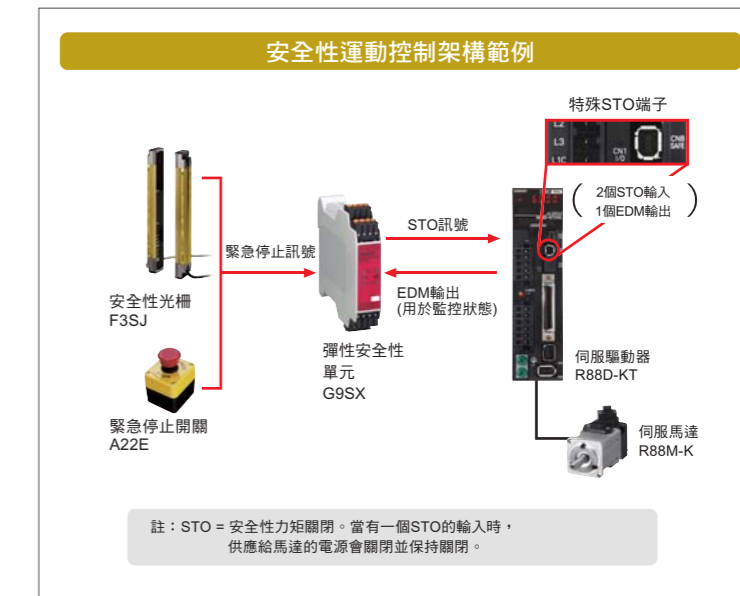 安全性運動控制架構範例
特殊STO端子
L2
L3
L1C
CN1
I/O
CN8
SAFE
2個STO輸入
1個EDM輸出
STO訊號
緊急停止訊號
EDM輸出
(用於監控狀態)
安全性光柵
F3SJ
彈性安全性
單元
G9SX
伺服驅動器
R88D-KT
緊急停止開關
A22E
伺服馬達
R88M-K
註：STO = 安全性力矩關閉。當有一個STO的輸入時，
供應給馬達的電源會關閉並保持關閉。